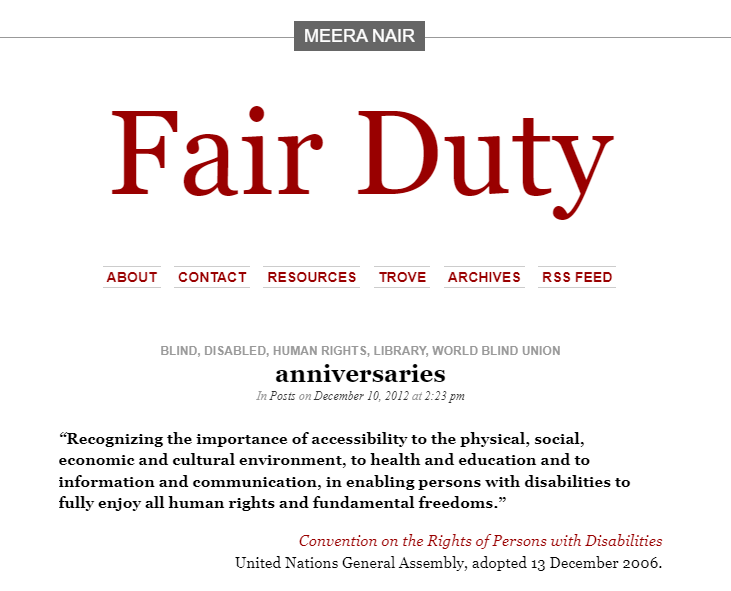 MEERA NAIR
Fair Duty
ABOUT CONTACT RESOURCES TROVE ARCHIVES RSS FEED
BLIND, DISABLED, HUMAN RIGHTS, LIBRARY, WORLD BLIND UNION
anniversaries
In Posts on December 10, 2012 at 2:23 pm
“Recognizing the importance of accessibility to the physical, social,
economic and cultural environment, to health and education and to
information and communication, in enabling persons with disabilities to
fully enjoy all human rights and fundamental freedoms.”
Convention on the Rights of Persons with Disabilities
United Nations General Assembly, adopted 13 December 2006.